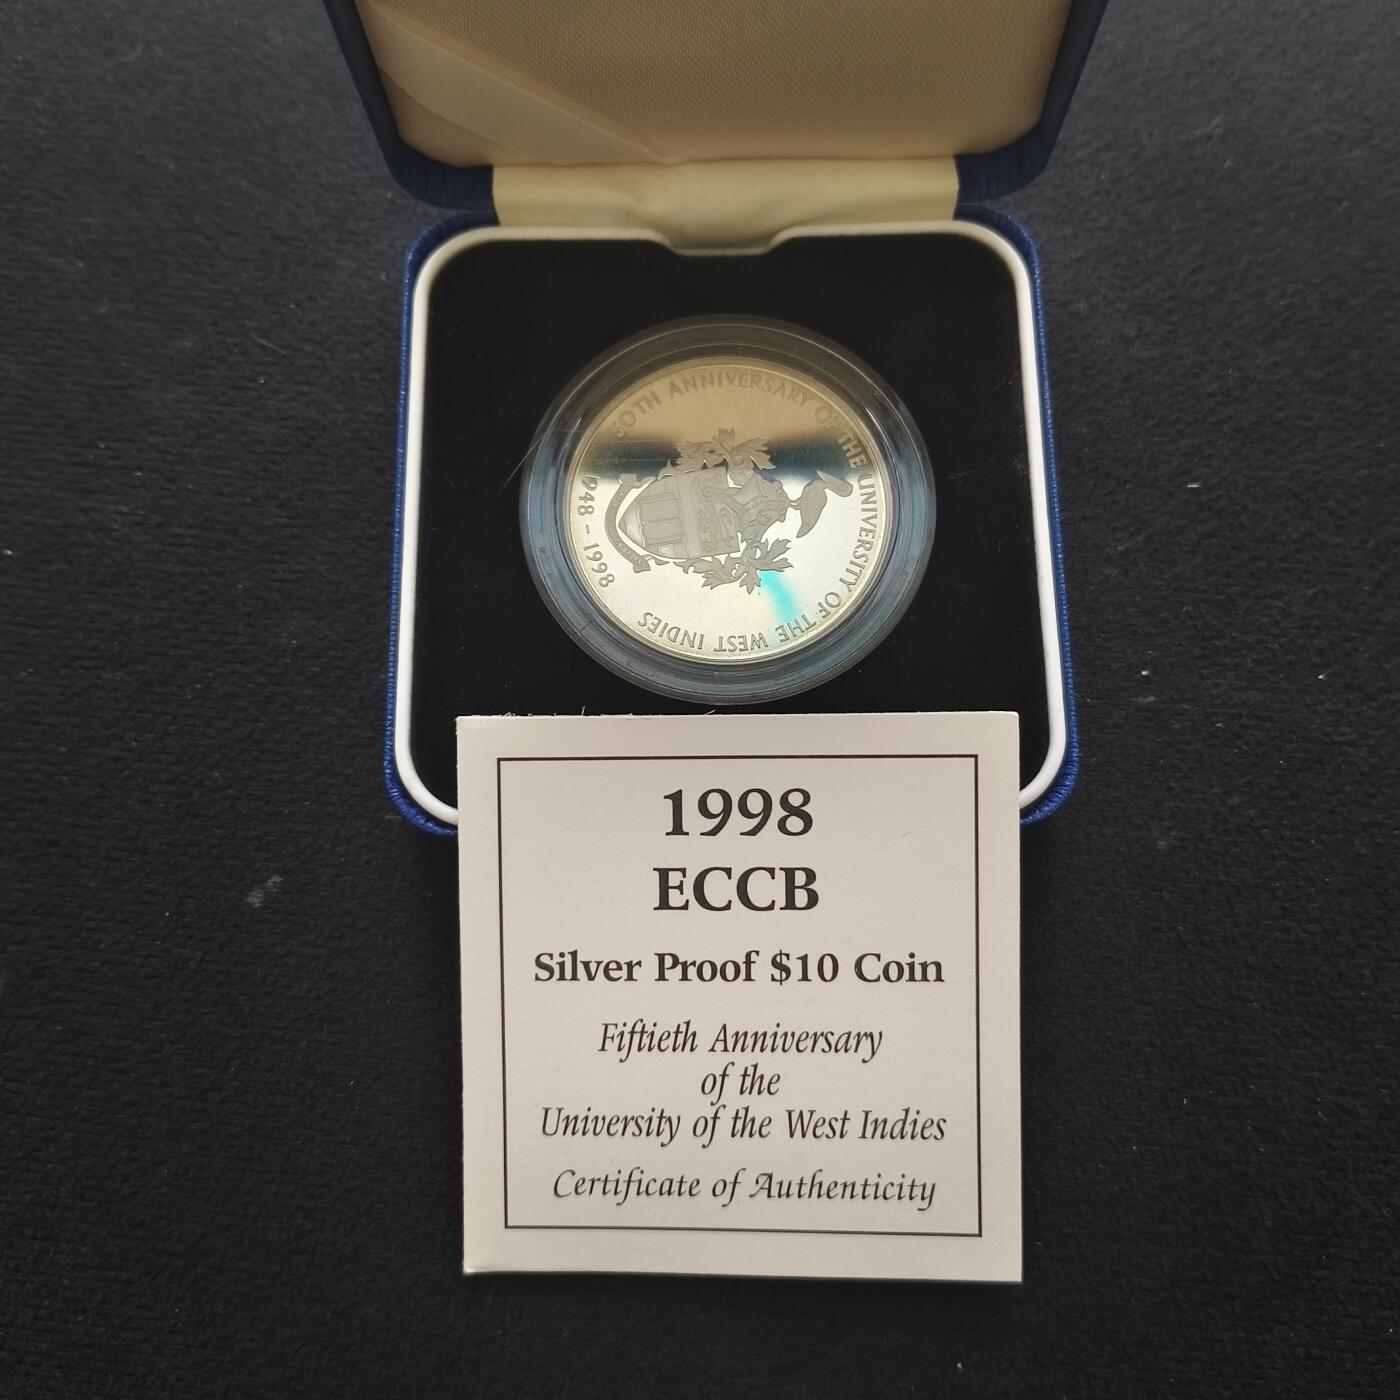 50TH ANNIVERSARY OF THE UNIVERSITY OF THE WEST INDIES
1948 - 1998
1998
ECCB
Silver Proof $10 Coin
Fiftieth Anniversary
of the
University of the West Indies
Certificate of Authenticity